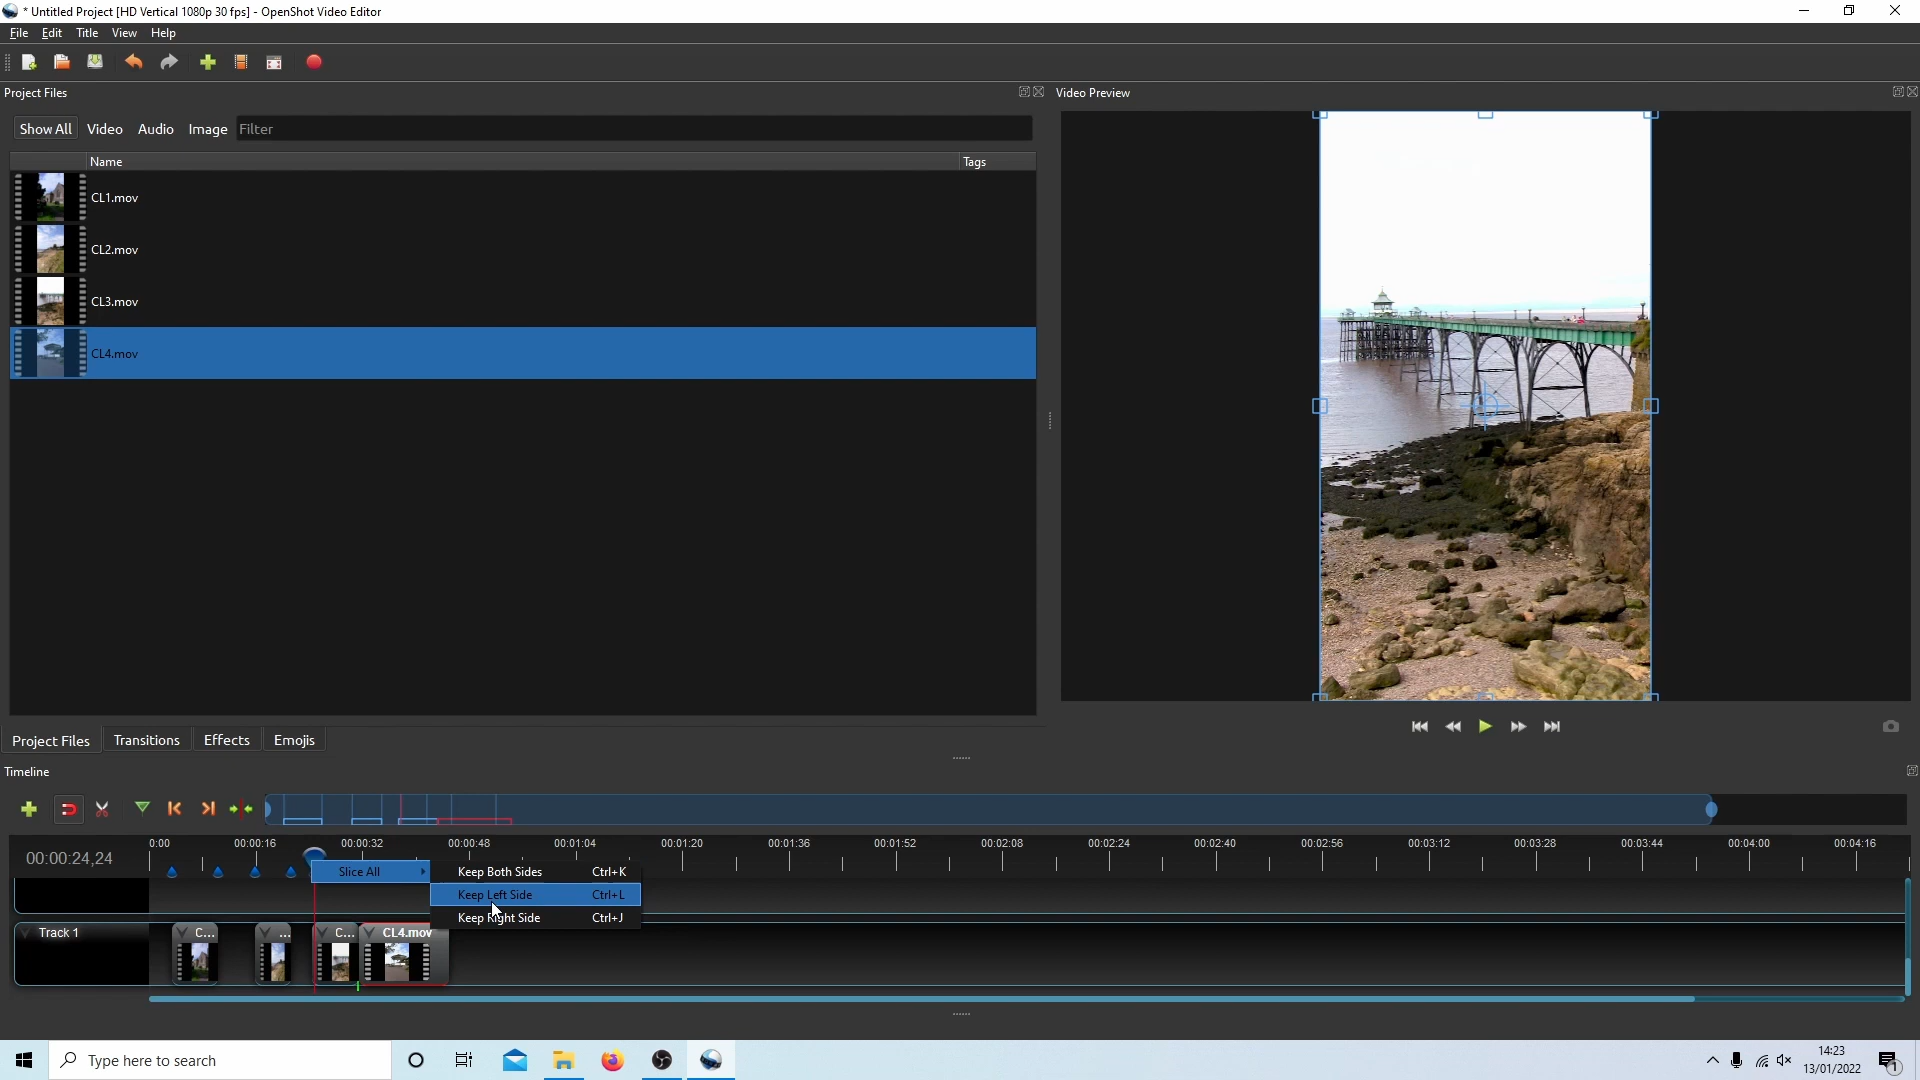 * Untitled Project [HD Vertical 1080p 30 fps] - OpenShot Video Editor
File Edit Title View Help
Project Files
Video Preview
Show All Video Audio Image Filter
Name Tags
CL1.mov
CL2.mov
CL3.mov
CL4.mov
Project Files Transitions Effects Emojis
Timeline
00:00:24,24
0:00 00:00:16 00:00:32 00:00:48 00:01:04 00:01:20 00:01:36 00:01:52 00:02:08 00:02:24 00:02:40 00:02:56 00:03:12 00:03:28 00:03:44 00:04:00 00:04:16
Slice All
Keep Both Sides Ctrl+K
Keep Left Side Ctrl+L
Keep Right Side Ctrl+J
Track 1 C... ... C... CL4.mov
Type here to search
14:23
13/01/2022
1